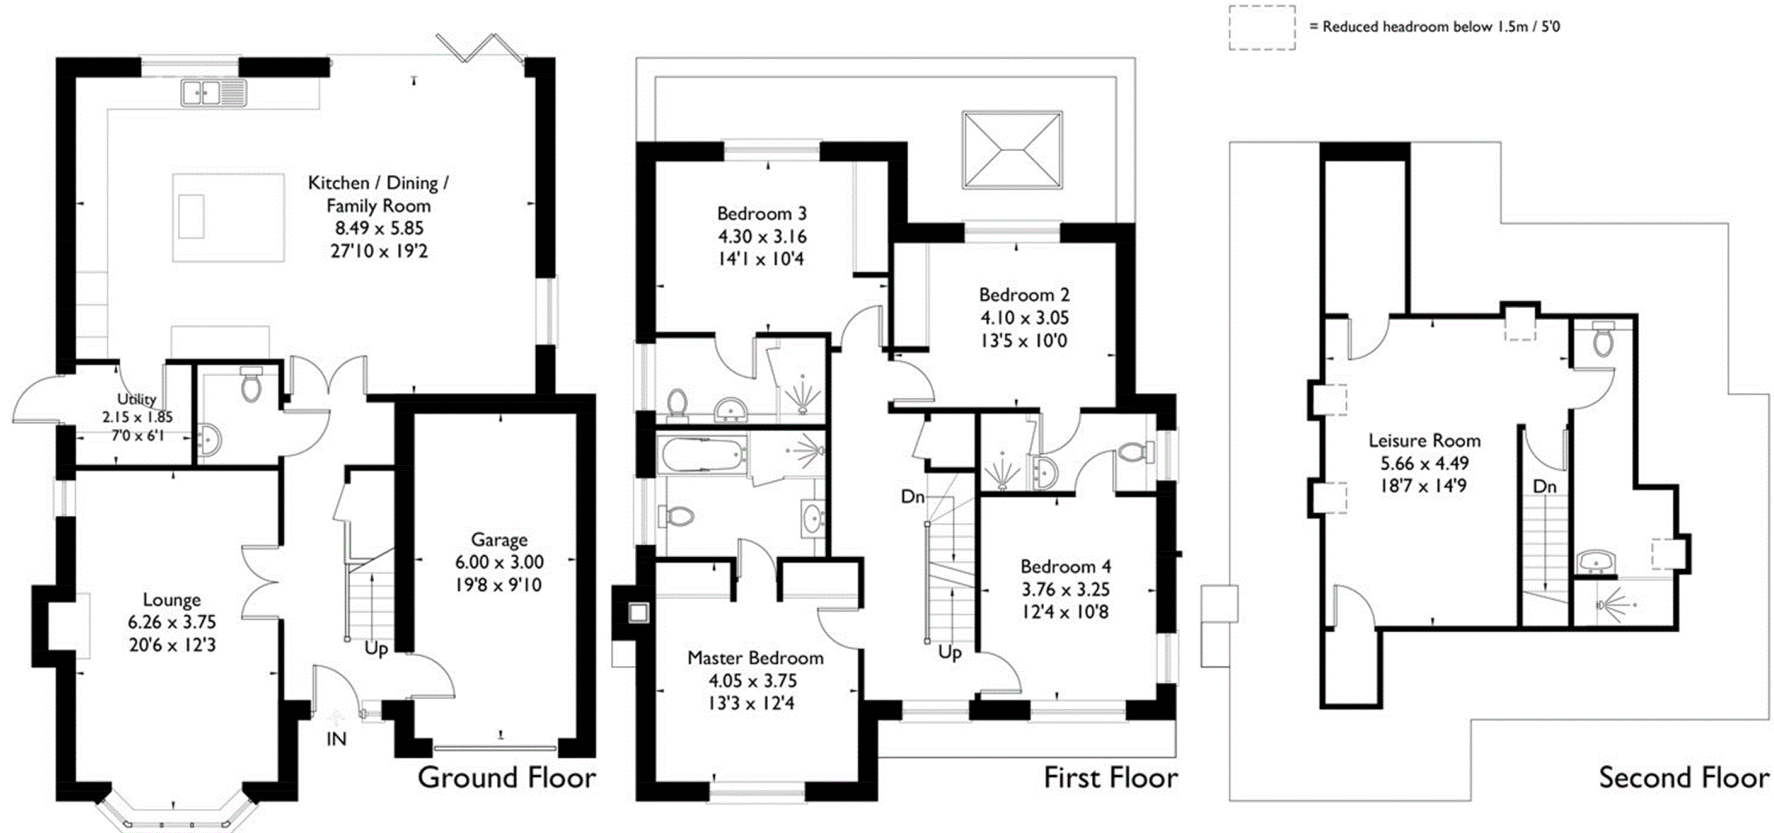 = Reduced headroom below 1.5m / 5'0
Kitchen / Dining /
Family Room
8.49 x 5.85
27'10 x 19'2
Utility
2.15 x 1.85
7'0 x 6'1
Lounge
6.26 x 3.75
20'6 x 12'3
Garage
6.00 x 3.00
19'8 x 9'10
Up
IN
Ground Floor
Bedroom 3
4.30 x 3.16
14'1 x 10'4
Bedroom 2
4.10 x 3.05
13'5 x 10'0
Dn
Bedroom 4
3.76 x 3.25
12'4 x 10'8
Up
Master Bedroom
4.05 x 3.75
13'3 x 12'4
First Floor
Leisure Room
5.66 x 4.49
18'7 x 14'9
Dn
Second Floor